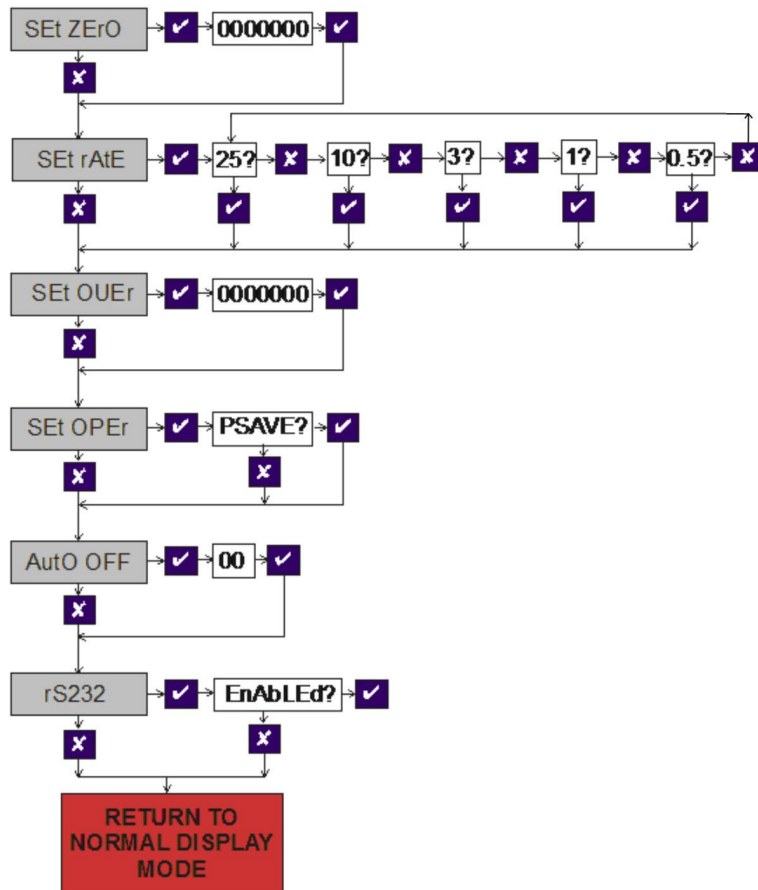 SEt ZErO
0000000
SEt rAtE
25?
10?
3?
1?
0.5?
SEt OUEr
0000000
SEt OPEr
PSAVE?
AutO OFF
00
rS232
EnAbLEd?
RETURN TO
NORMAL DISPLAY
MODE